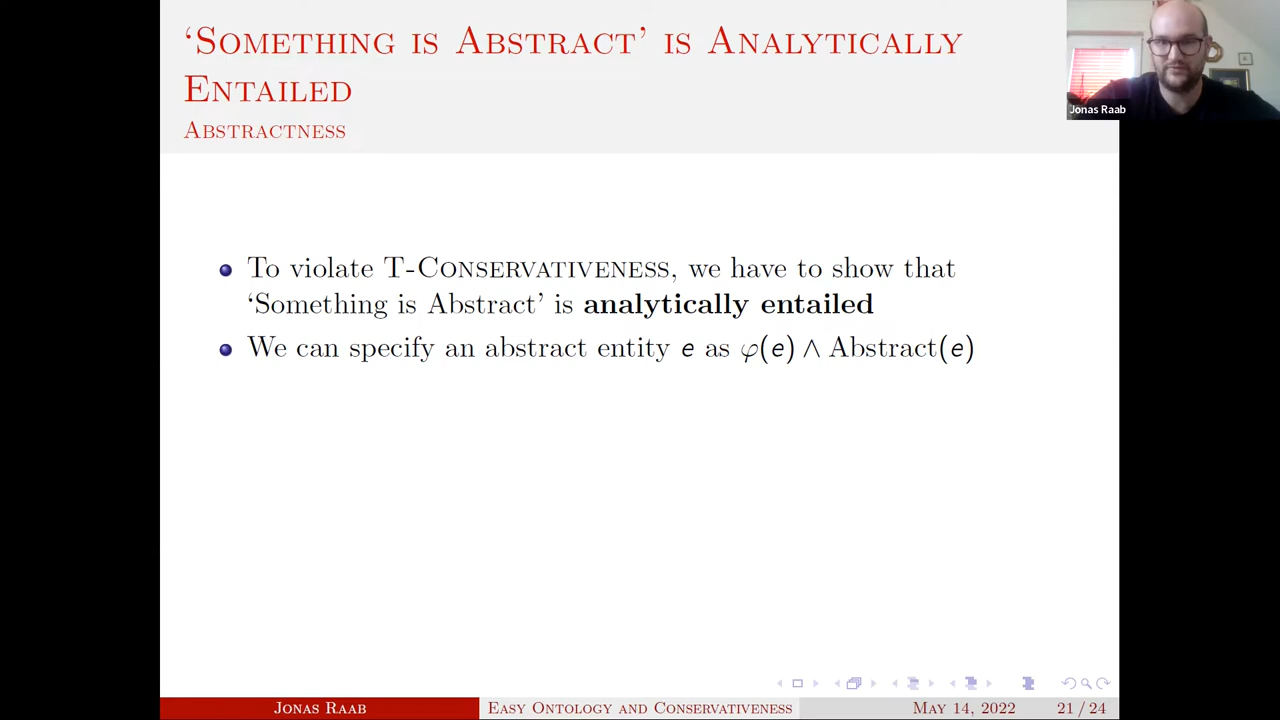 ‘Something is Abstract’ is Analytically
Entailed
Abstractness
Jonas Raab
To violate T-Conservativeness, we have to show that
‘Something is Abstract’ is analytically entailed
We can specify an abstract entity e as φ(e) ∧ Abstract(e)
Jonas Raab Easy Ontology and Conservativeness May 14, 2022 21 / 24